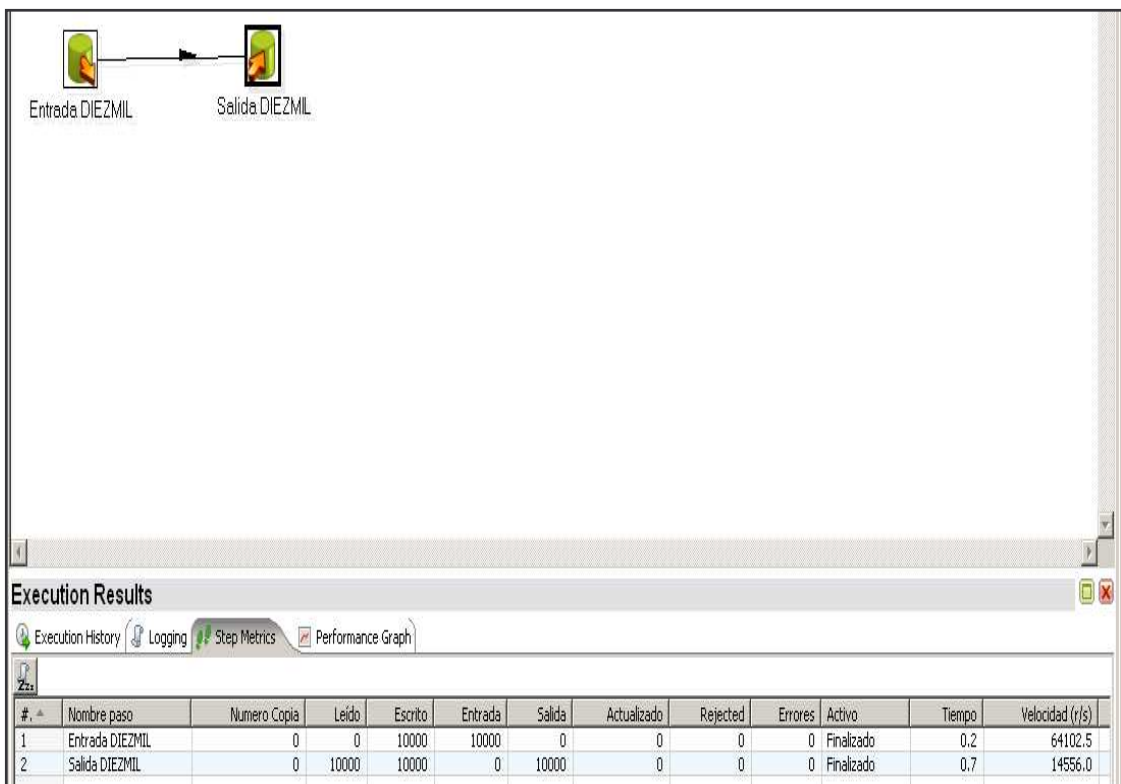 Entrada DIEZMIL
Salida DIEZMIL
Execution Results
Execution History Logging Step Metrics Performance Graph
#. Nombre paso Numero Copia Leído Escrito Entrada Salida Actualizado Rejected Errores Activo Tiempo Velocidad (r/s)
1 Entrada DIEZMIL 0 0 10000 10000 0 0 0 0 Finalizado 0.2 64102.5
2 Salida DIEZMIL 0 10000 10000 0 10000 0 0 0 Finalizado 0.7 14556.0